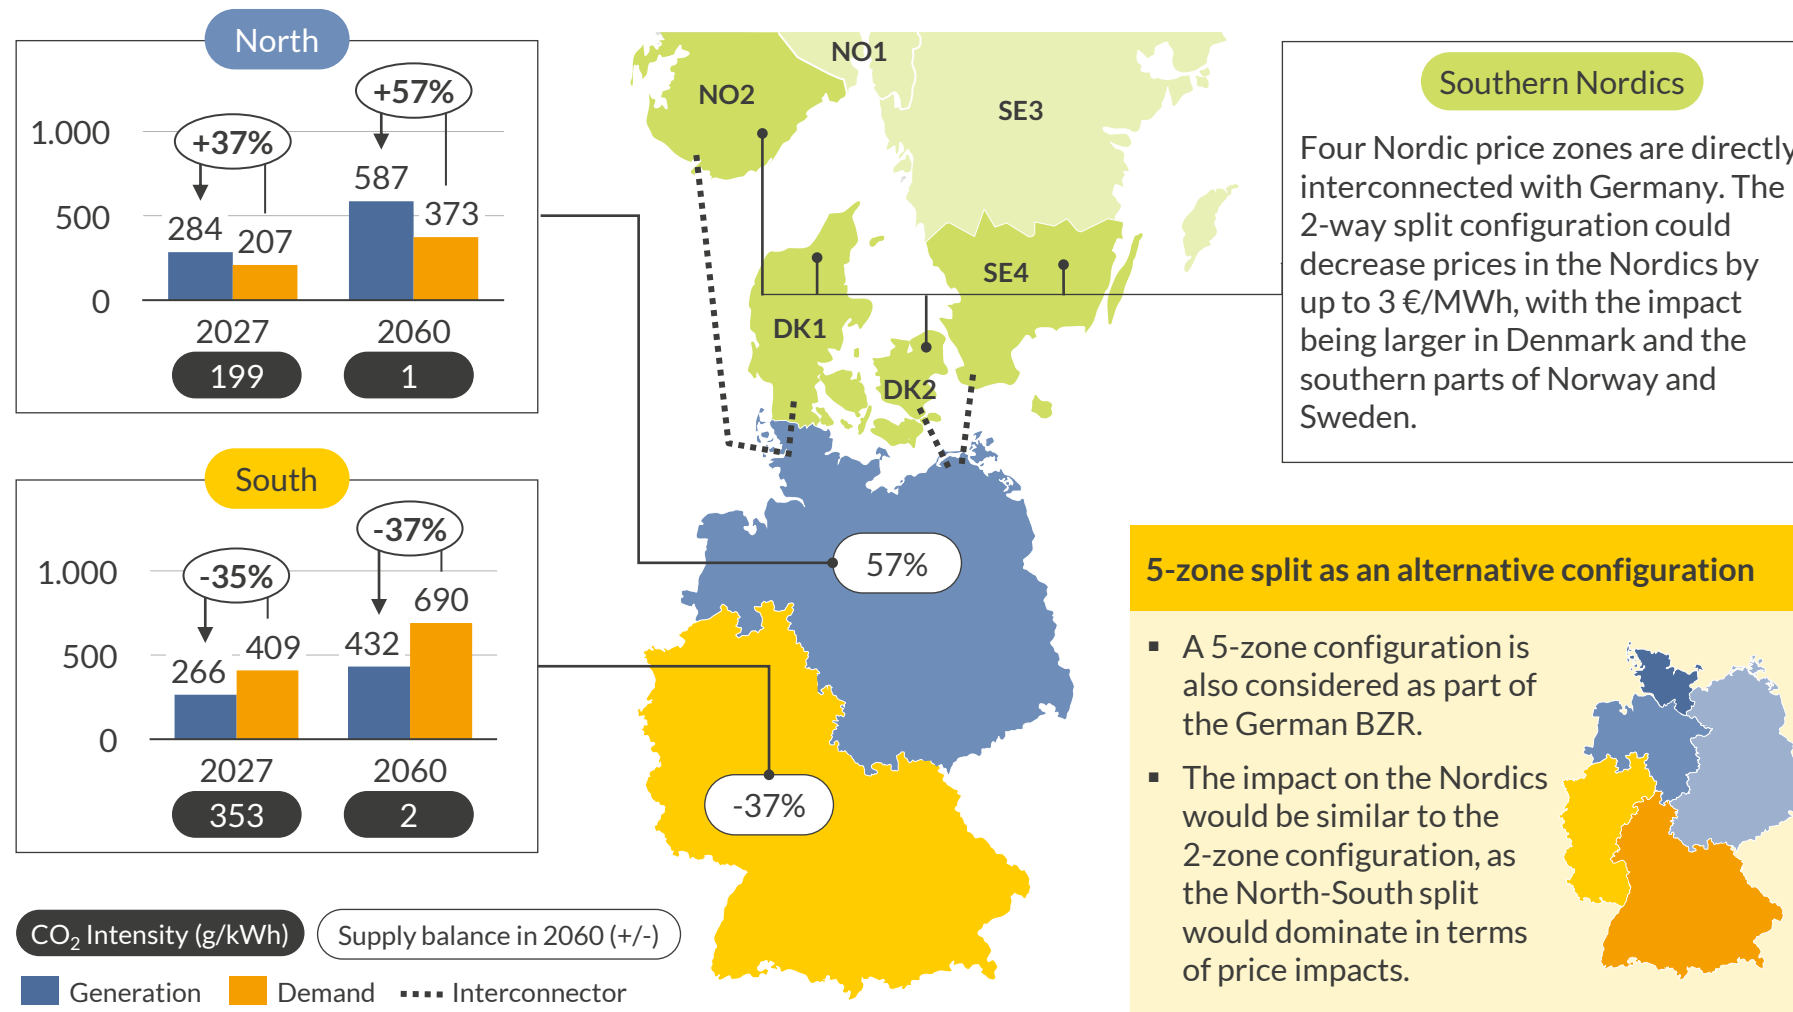 North
+37%
+57%
1.000
500
0
284
207
587
373
2027
2060
199
1
South
-35%
-37%
1.000
500
0
266
409
432
690
2027
2060
353
2
CO₂ Intensity (g/kWh)
Supply balance in 2060 (+/-)
Generation
Demand
Interconnector
NO1
NO2
SE3
SE4
DK1
DK2
57%
-37%
Southern Nordics
Four Nordic price zones are directly
interconnected with Germany. The
2-way split configuration could
decrease prices in the Nordics by
up to 3 €/MWh, with the impact
being larger in Denmark and the
southern parts of Norway and
Sweden.
5-zone split as an alternative configuration
▪ A 5-zone configuration is
also considered as part of
the German BZR.
▪ The impact on the Nordics
would be similar to the
2-zone configuration, as
the North-South split
would dominate in terms
of price impacts.